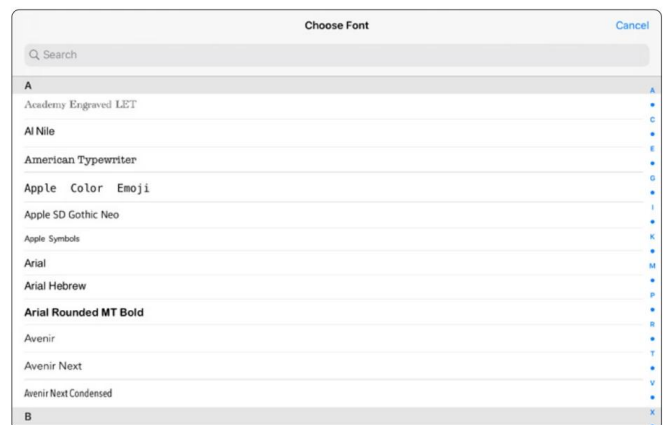 Choose Font
Cancel
Search
A
Academy Engraved LET
Al Nile
American Typewriter
Apple Color Emoji
Apple SD Gothic Neo
Apple Symbols
Arial
Arial Hebrew
Arial Rounded MT Bold
Avenir
Avenir Next
Avenir Next Condensed
B
A
C
E
G
I
K
M
P
R
T
V
X